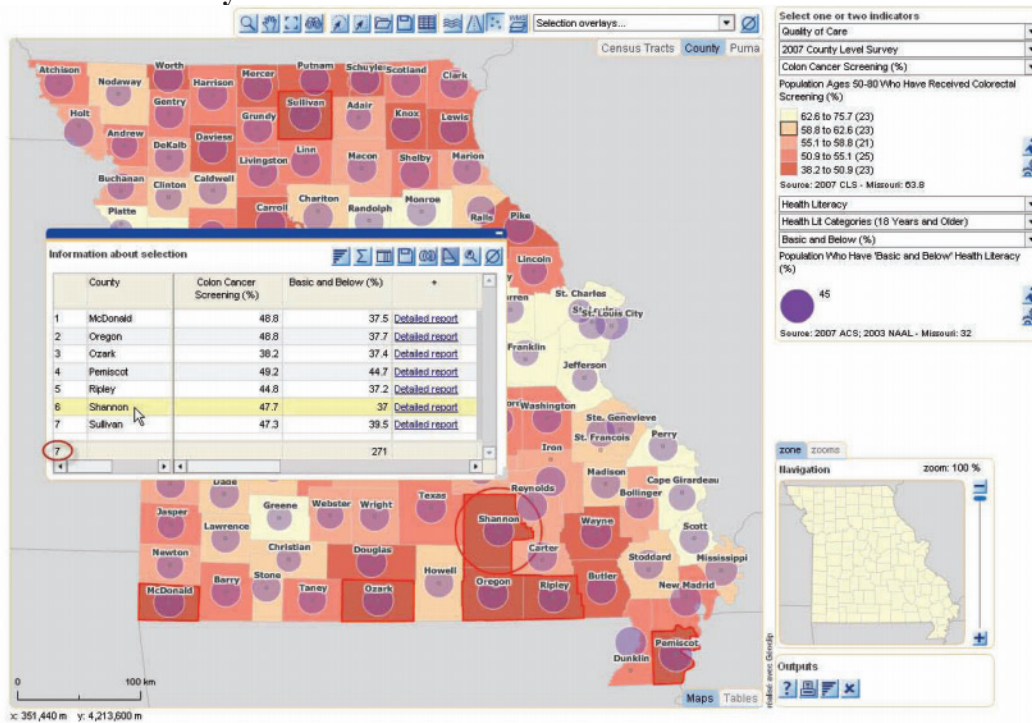 Selection overlays...
Census Tracts County Puma
Select one or two indicators
Quality of Care
2007 County Level Survey
Colon Cancer Screening (%)
Population Ages 50-80 Who Have Received Colorectal
Screening (%)
62.6 to 75.7 (23)
58.8 to 62.6 (23)
55.1 to 58.8 (21)
50.9 to 55.1 (25)
38.2 to 50.9 (23)
Source: 2007 CLS - Missouri: 63.8
Health Literacy
Health Lit Categories (18 Years and Older)
Basic and Below (%)
Population Who Have 'Basic and Below' Health Literacy
(%)
45
Source: 2007 ACS; 2003 NAAL - Missouri: 32
Atchison Nodaway Worth Harrison Mercer Putnam Schuyler Scotland Clark
Holt Gentry Grundy Sullivan Adair Knox Lewis
Andrew DeKalb Daviess Livingston Linn Macon Shelby Marion
Buchanan Clinton Caldwell Chariton Monroe
Platte Carroll Randolph Ralls Pike
Information about selection
County Colon Cancer Screening (%) Basic and Below (%) +
1 McDonald 48.8 37.5 Detailed report
2 Oregon 48.8 37.7 Detailed report
3 Ozark 38.2 37.4 Detailed report
4 Pemiscot 49.2 44.7 Detailed report
5 Ripley 44.8 37.2 Detailed report
6 Shannon 47.7 37 Detailed report
7 Sullivan 47.3 39.5 Detailed report
7 271
Lincoln
St. Charles
St. Louis City
Franklin
Jefferson
Washington
Ste. Genevieve
St. Francois Perry
Iron
Madison
Cape Girardeau
Bollinger
Reynolds
Dade Greene Webster Wright Texas
Jasper Lawrence Shannon Wayne Scott
Newton Christian Douglas Carter Stoddard Mississippi
McDonald Barry Stone Taney Ozark Howell Oregon Ripley Butler New Madrid
Pemiscot
Dunklin
zone zooms
Navigation zoom: 100 %
Outputs
0 100 km
Maps Tables
x: 351,440 m y: 4,213,600 m